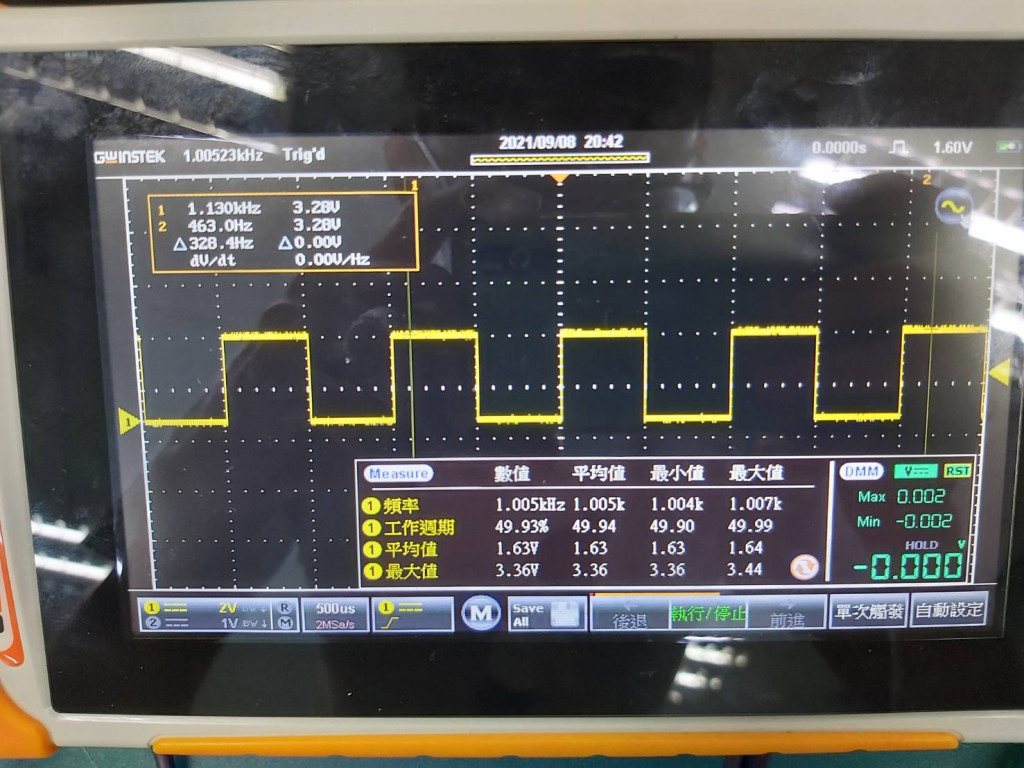 2021/09/08 20:42
GWINSTEK 1.00523kHz Trig'd 0.0000s 1.60V
1 2
1 1.130kHz 3.28V
2 463.0Hz 3.28V
△328.4Hz △0.00V
dV/dt 0.00V/Hz
1
Measure 數值 平均值 最小值 最大值
1 頻率 1.005kHz 1.005k 1.004k 1.007k
1 工作週期 49.93% 49.94 49.90 49.99
1 平均值 1.63V 1.63 1.63 1.64
1 最大值 3.36V 3.36 3.36 3.44
DMM V RST
Max 0.002
Min -0.002
HOLD V
-0.000
1 2V BW R
2 1V BW M
500us
2MSa/s
1
M
Save
All
後退
執行/停止
前進
單次觸發
自動設定